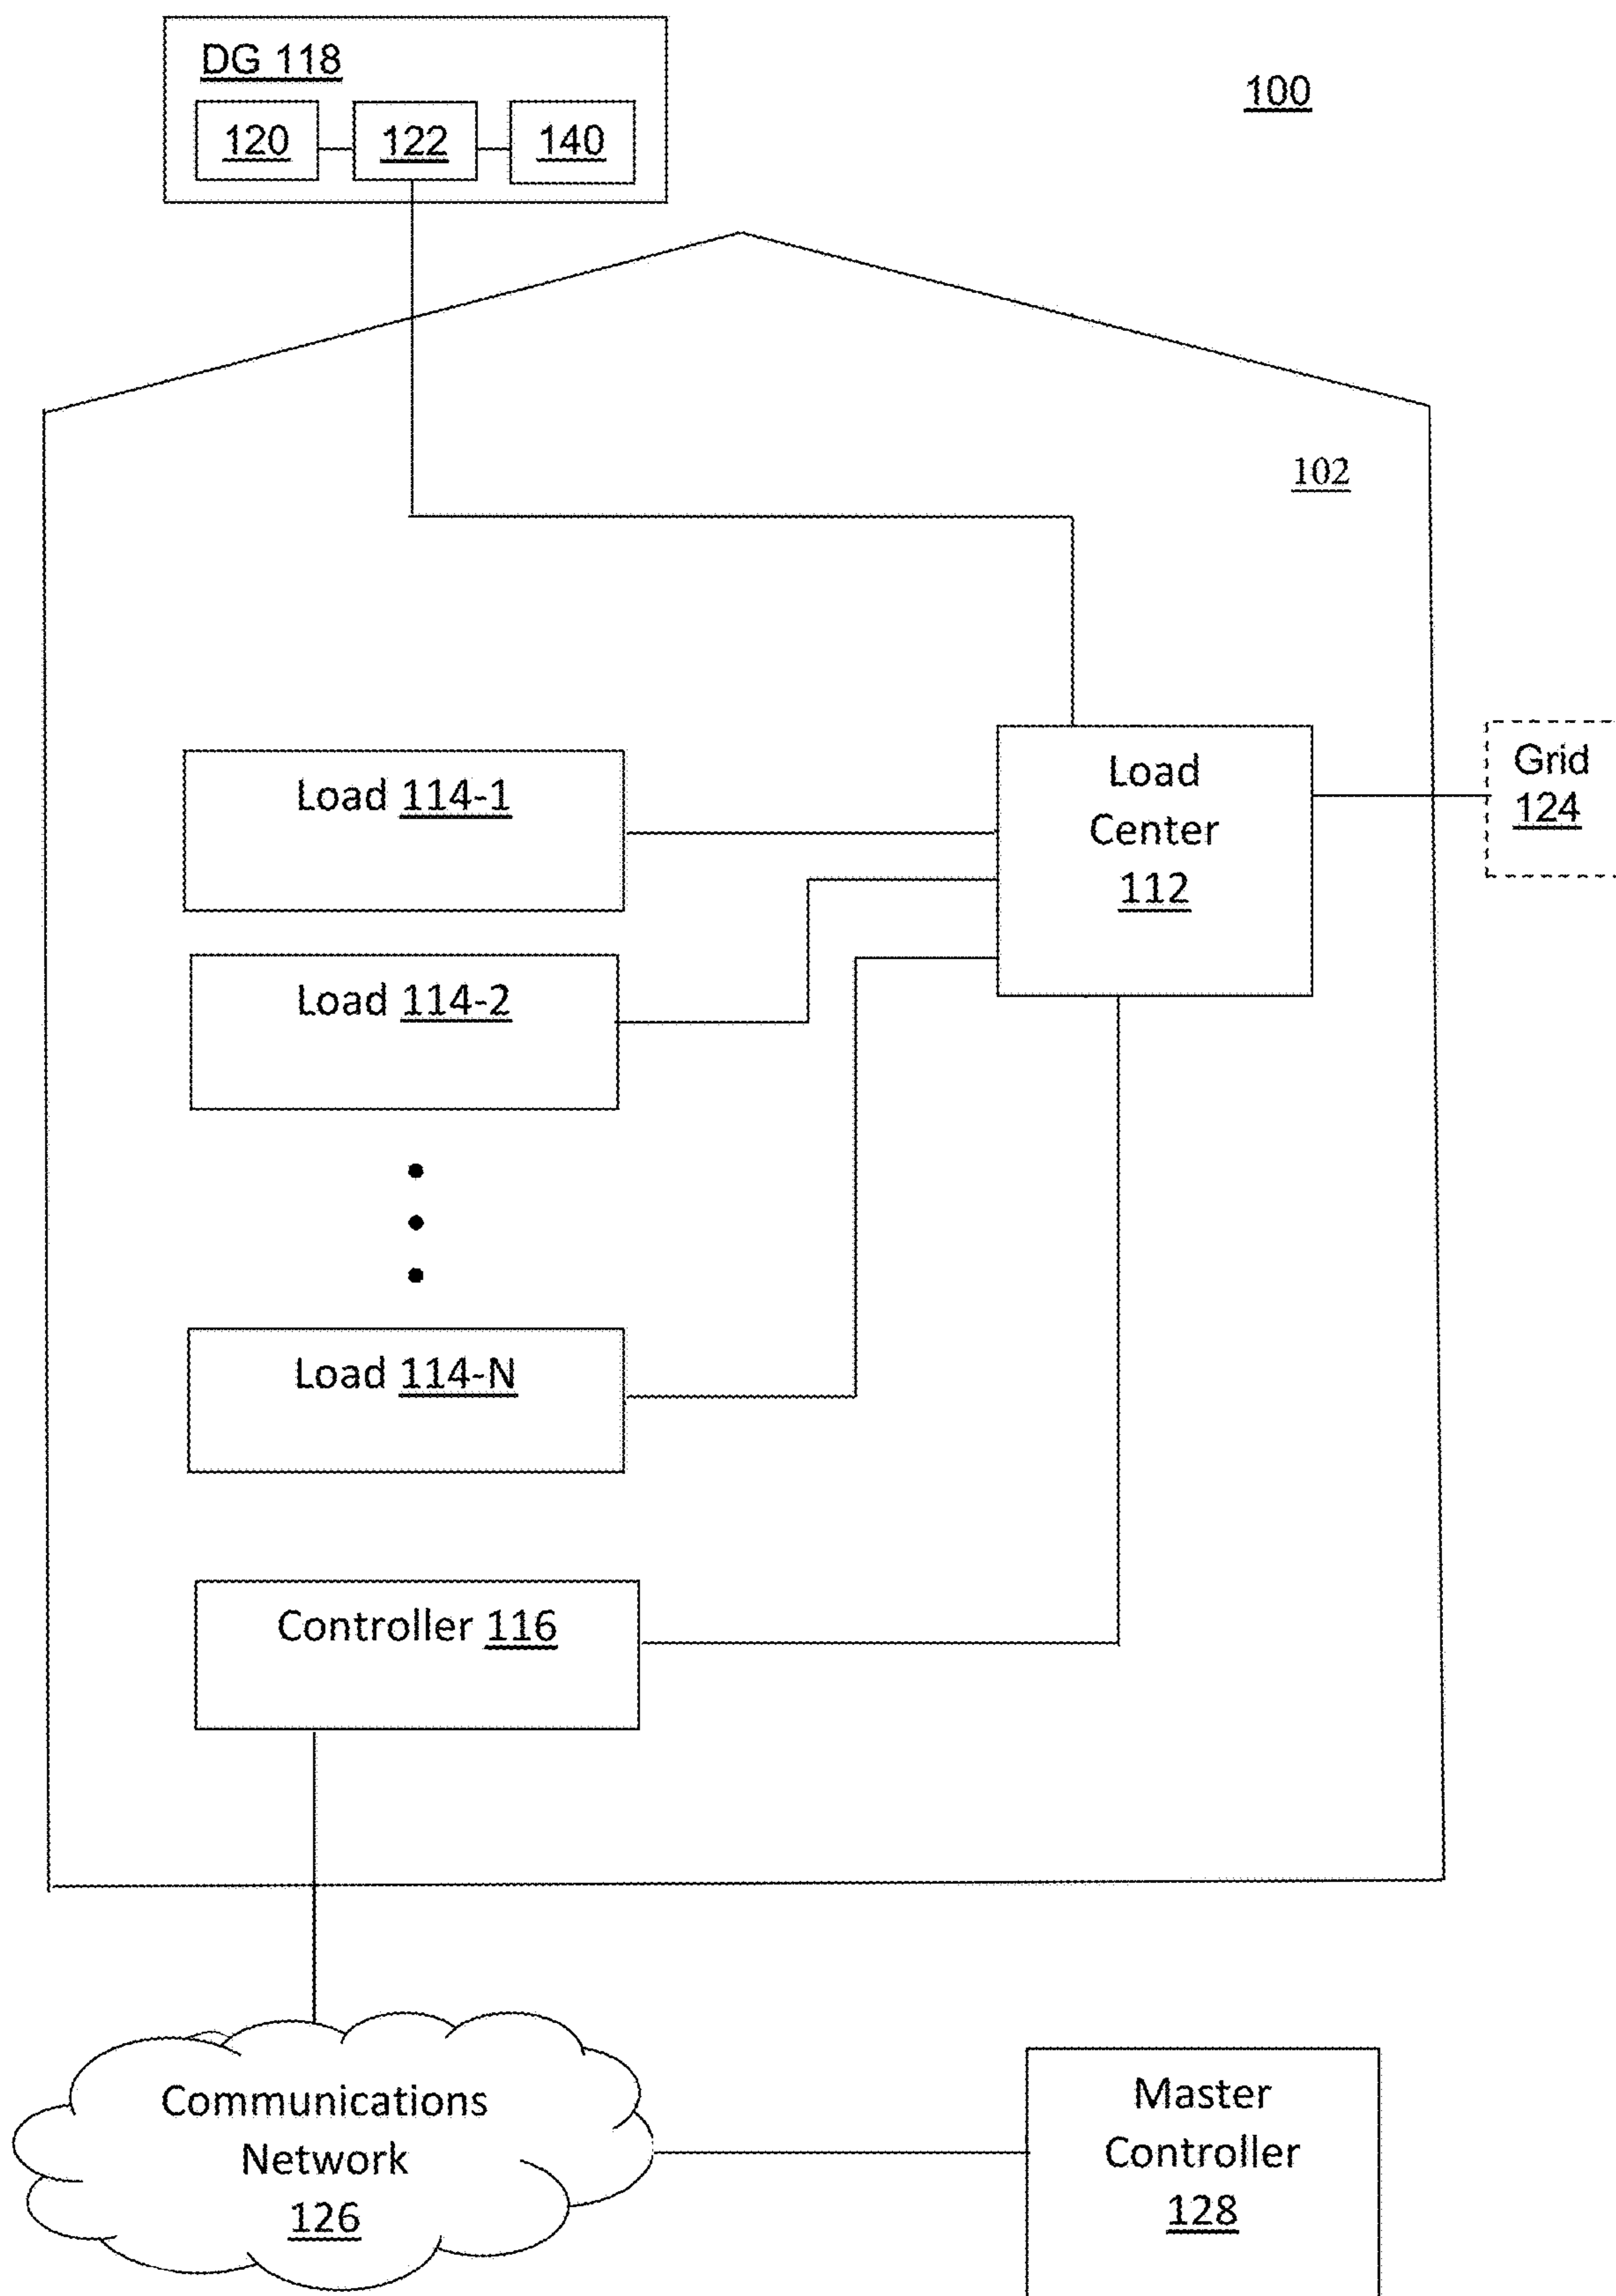 DG 118
100
120
122
140
102
Load
Center
112
Grid
124
Load 114-1
Load 114-2
Load 114-N
Controller 116
Communications
Network
126
Master
Controller
128